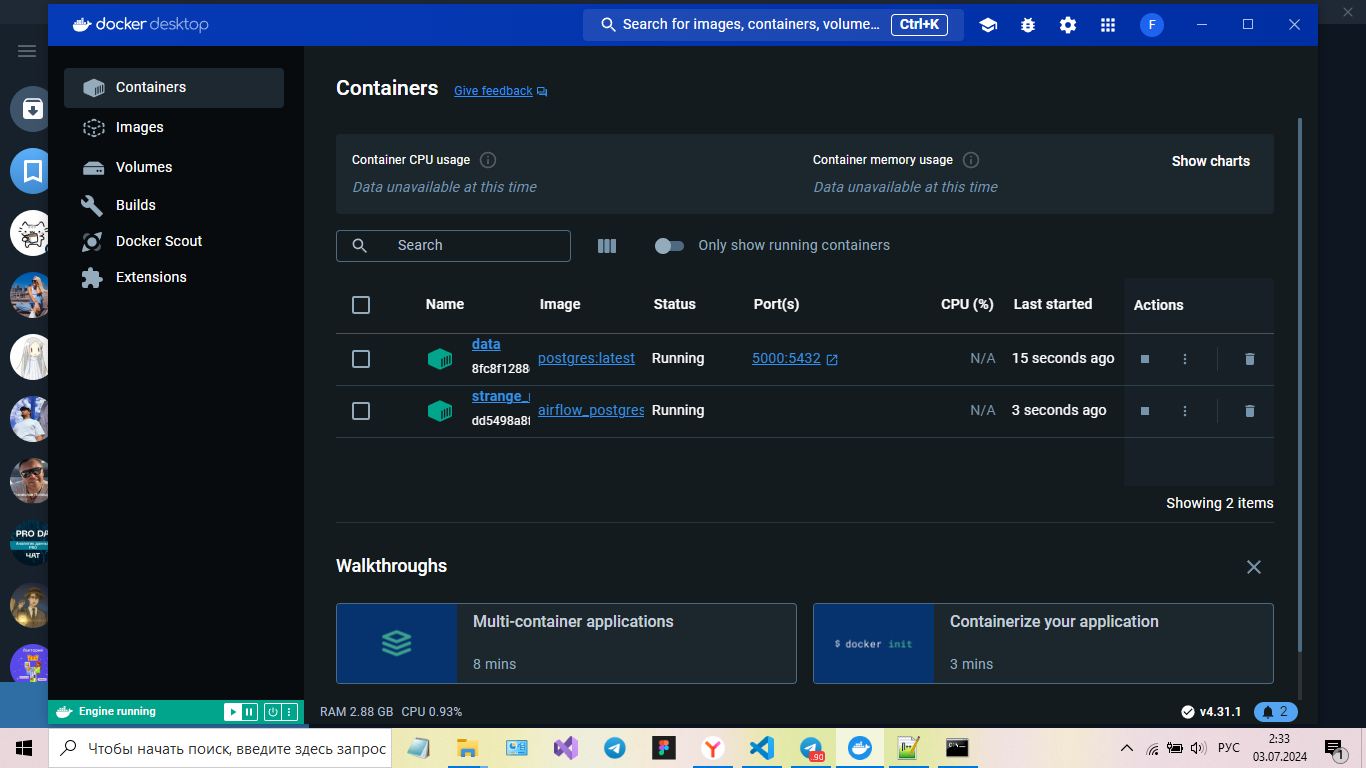 docker desktop
Search for images, containers, volume...
Ctrl+K
F
Containers
Images
Volumes
Builds
Docker Scout
Extensions
Containers
Give feedback
Container CPU usage
Data unavailable at this time
Container memory usage
Data unavailable at this time
Show charts
Search
Only show running containers
Name Image Status Port(s) CPU (%) Last started Actions
data
8fc8f1288
postgres:latest Running 5000:5432 N/A 15 seconds ago
strange_
dd5498a8f
airflow_postgres Running N/A 3 seconds ago
Showing 2 items
Walkthroughs
Multi-container applications
8 mins
$ docker init
Containerize your application
3 mins
PRO DA
ЧАТ
Engine running
RAM 2.88 GB CPU 0.93%
v4.31.1
2
Чтобы начать поиск, введите здесь запрос
90
РУС
2:33
03.07.2024
1